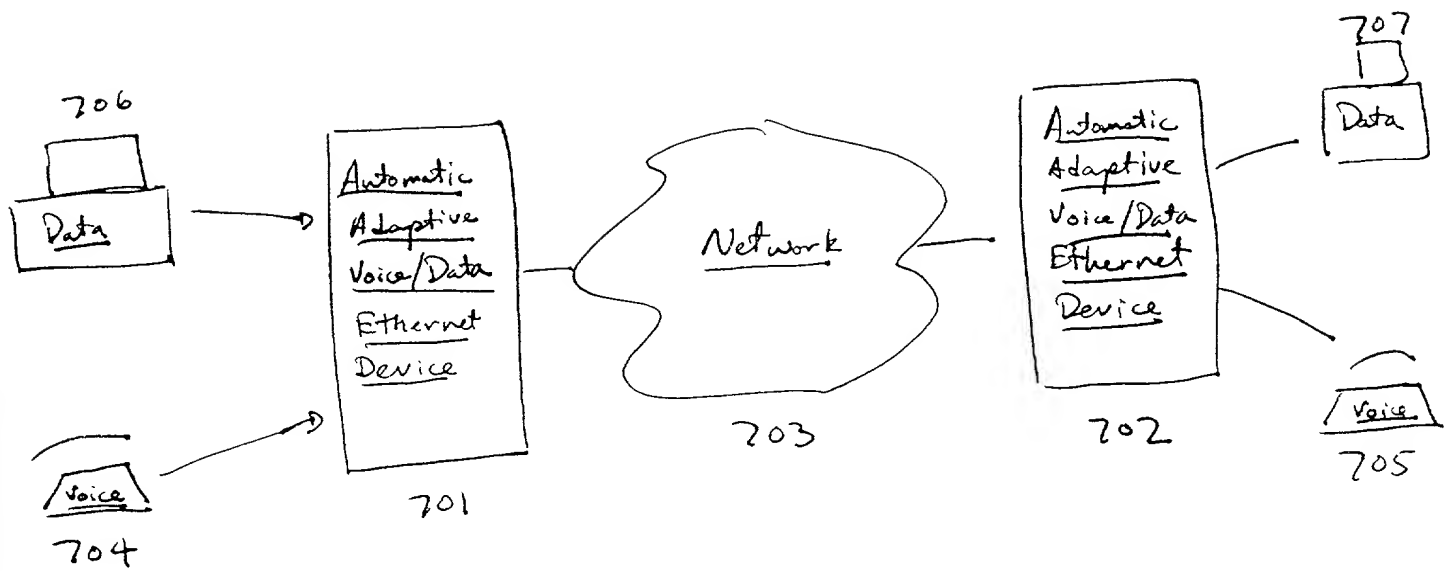 706
Data
Voice
704
Automatic
Adaptive
Voice/Data
Ethernet
Device
701
Network
703
Automatic
Adaptive
Voice/Data
Ethernet
Device
702
707
Data
Voice
705